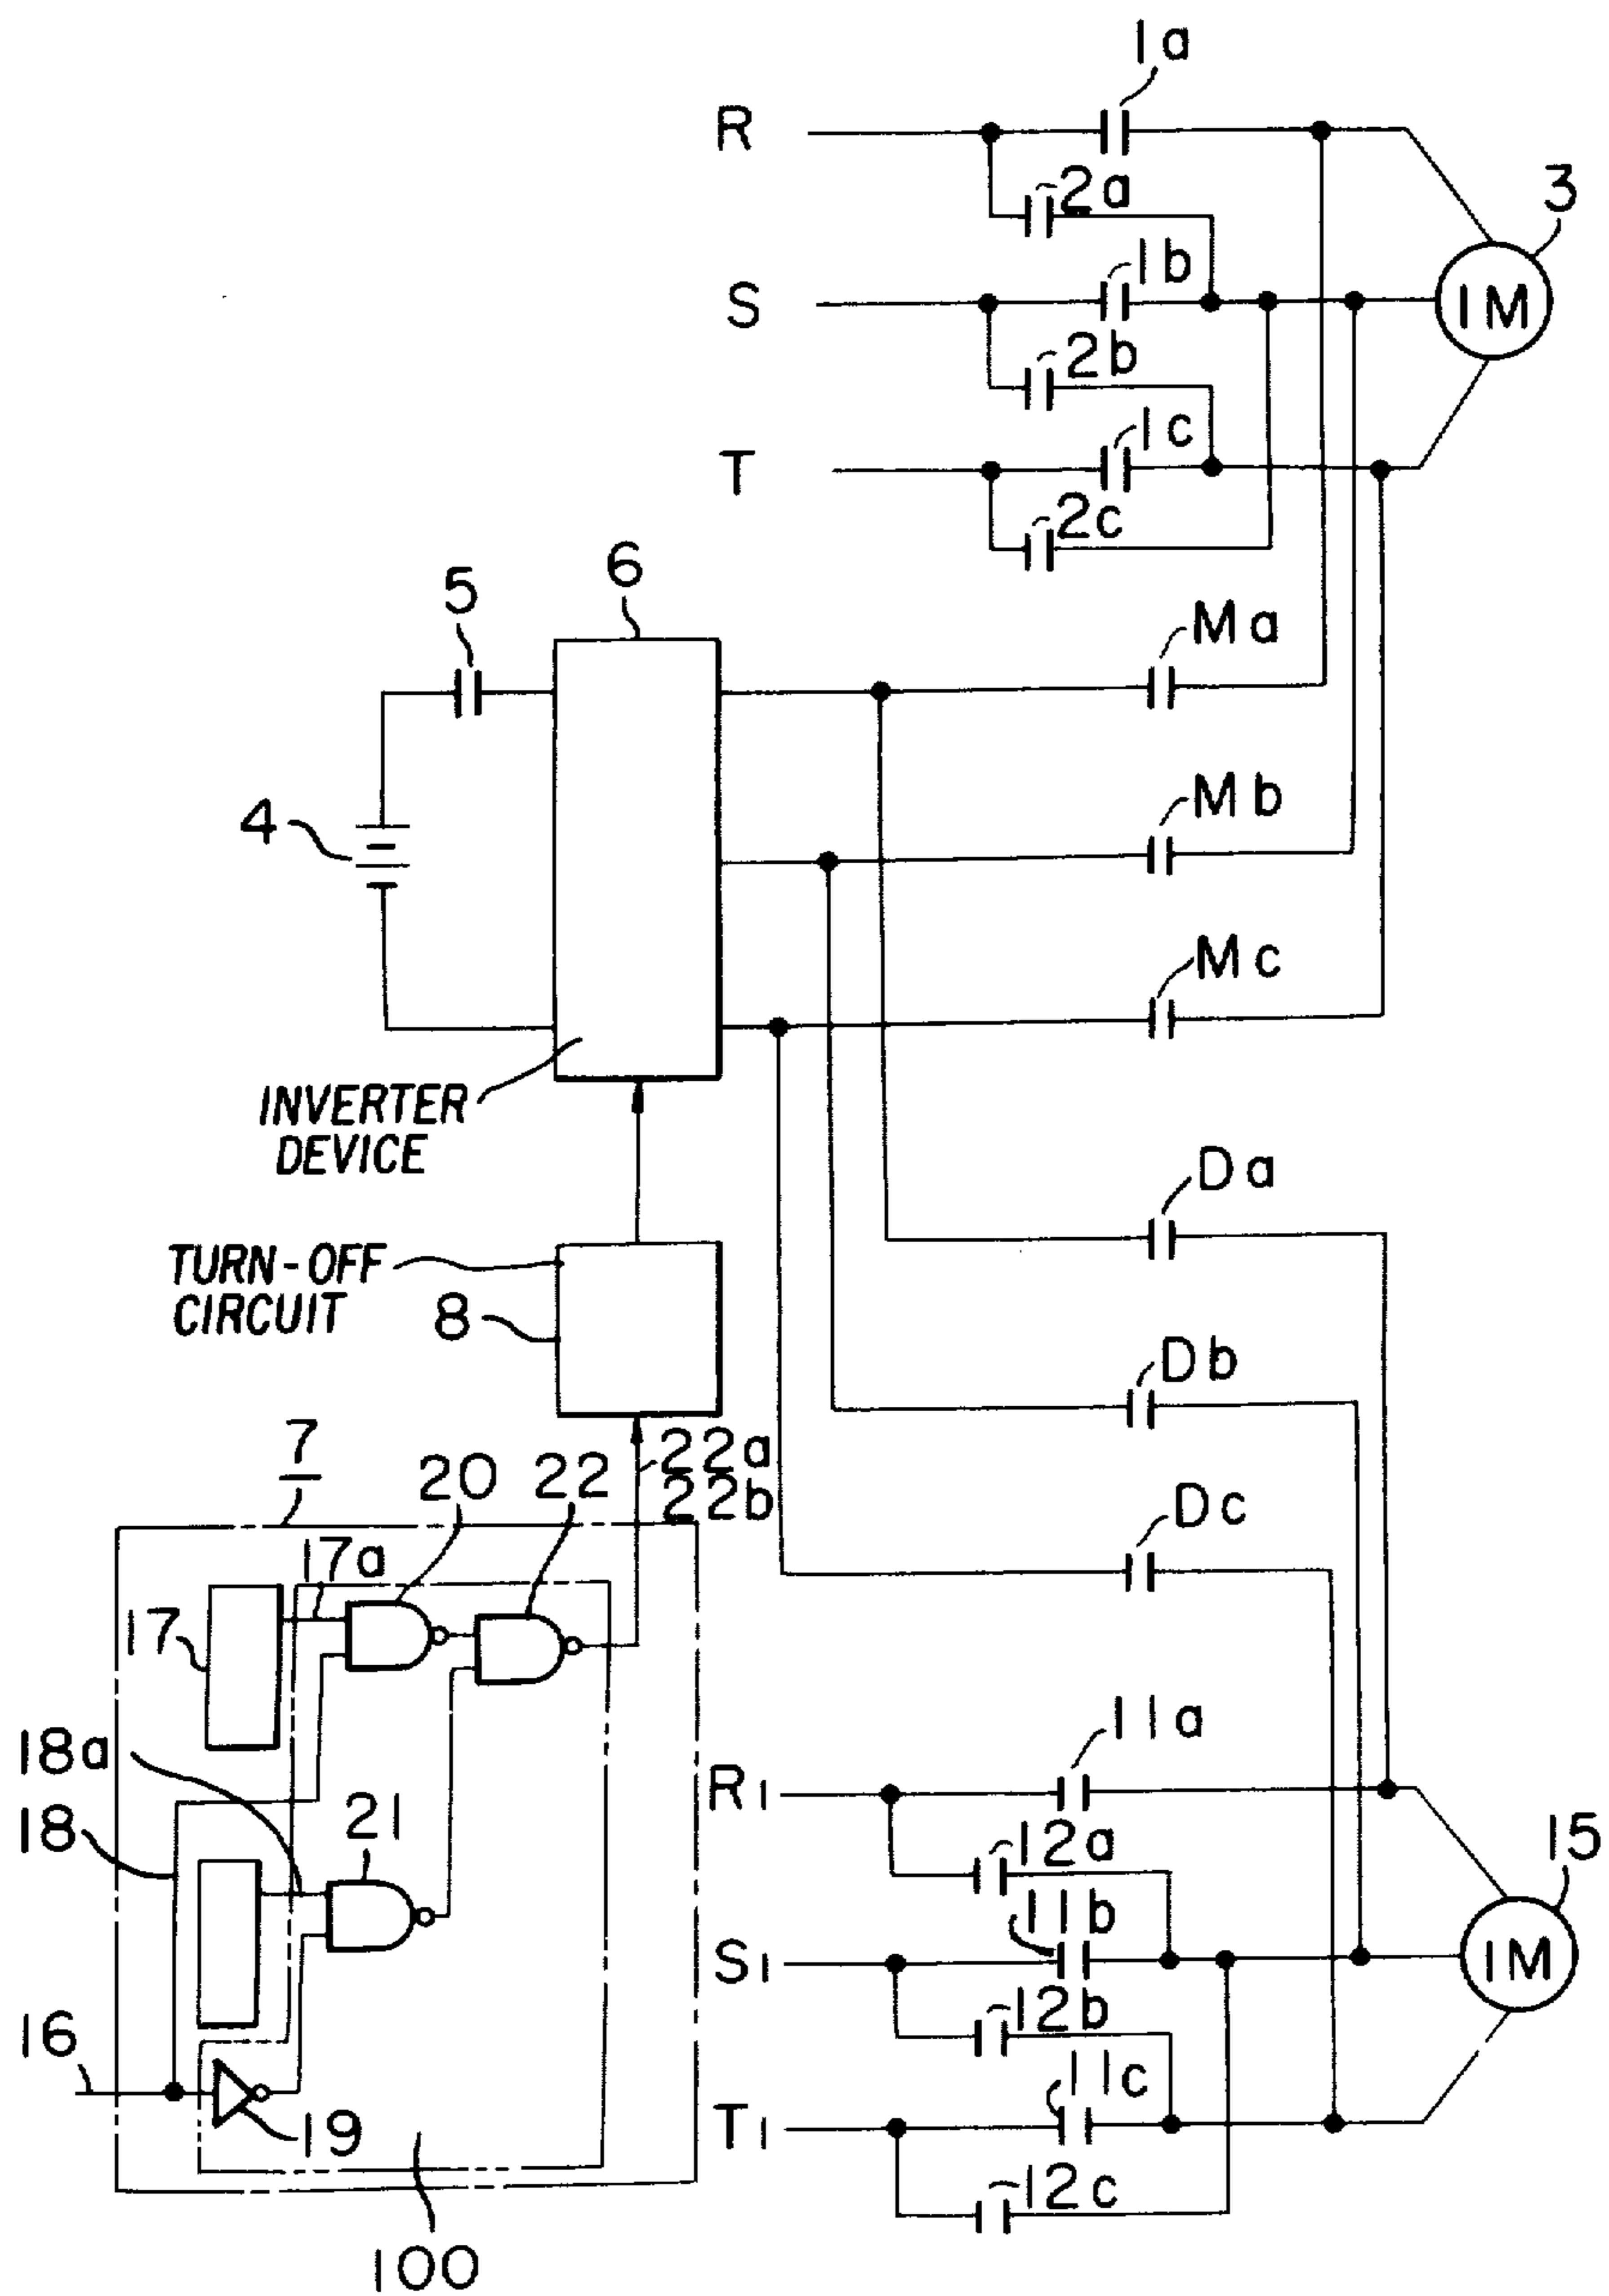 1a
R
2a
3
1b
S
IM
2b
1c
T
2c
6
5
Ma
4
Mb
Mc
INVERTER
DEVICE
Da
TURN-OFF
CIRCUIT
8
Db
7
20
22
22a
22b
Dc
17a
17
11a
18a
R1
21
18
12a
15
11b
S1
IM
12b
16
11c
19
T1
12c
100